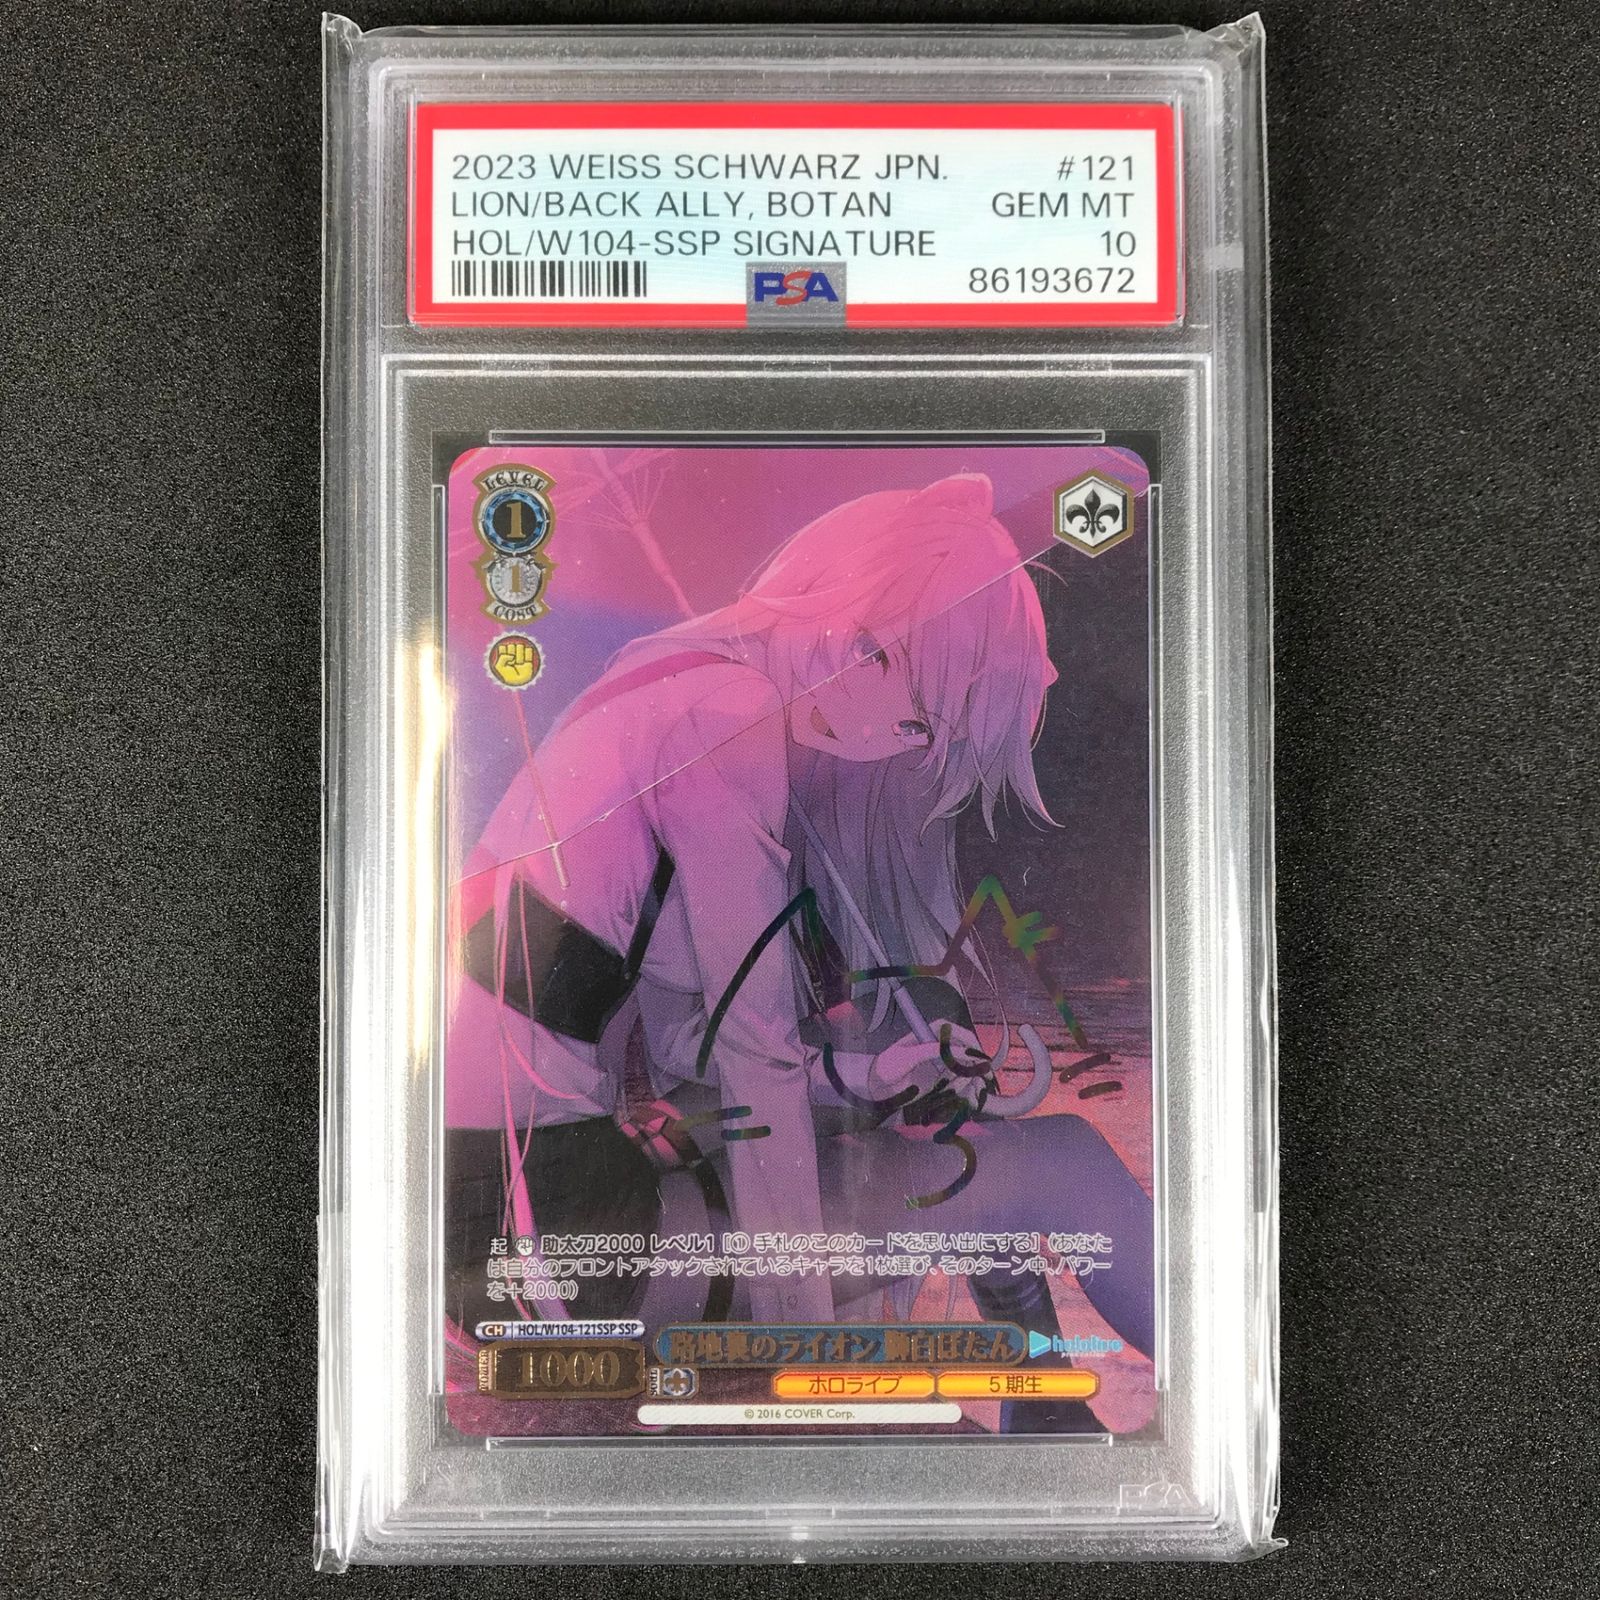 2023 WEISS SCHWARZ JPN. #121
LION/BACK ALLY, BOTAN GEM MT
HOL/W104-SSP SIGNATURE 10
PSA 86193672
LEVEL
1
1
COST
起 助太刀2000 レベル1 [① 手札のこのカードを思い出にする] (あなた
は自分のフロントアタックされているキャラを1枚選び、そのターン中、パワー
を+2000)
CH HOL/W104-121SSP SSP
路地裏のライオン 獅白ぼたん hololive
production
POWER 1000 SOUL
ホロライブ 5期生
© 2016 COVER Corp.
PSA